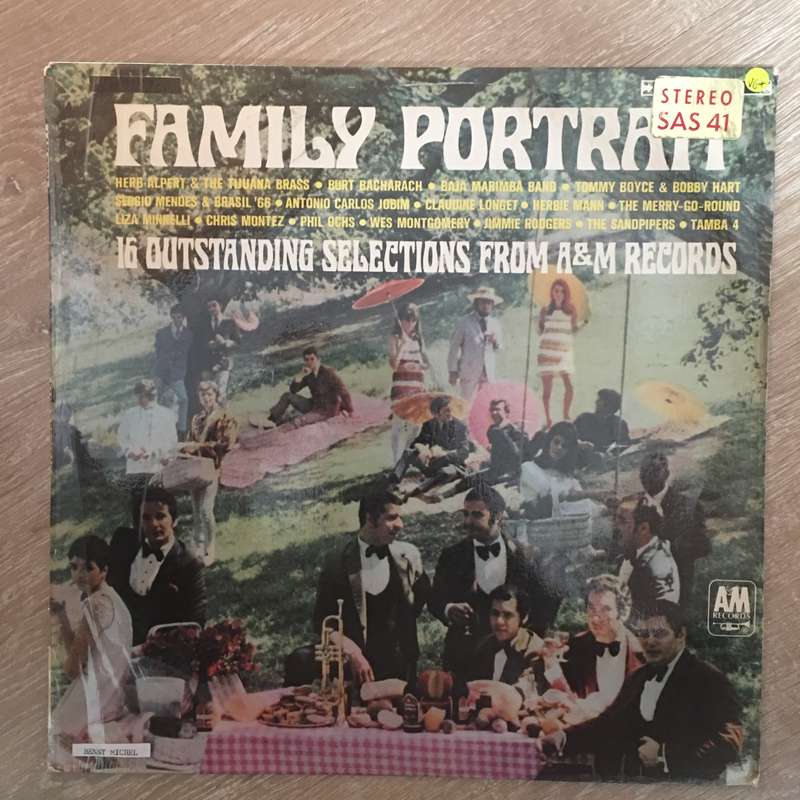 VG+
STEREO
SAS 41
FAMILY PORTRAIT
HERB ALPERT & THE TIJUANA BRASS • BURT BACHARACH • BAJA MARIMBA BAND • TOMMY BOYCE & BOBBY HART
SERGIO MENDES & BRASIL '66 • ANTONIO CARLOS JOBIM • CLAUDINE LONGET • HERBIE MANN • THE MERRY-GO-ROUND
LIZA MINNELLI • CHRIS MONTEZ • PHIL OCHS • WES MONTGOMERY • JIMMIE RODGERS • THE SANDPIPERS • TAMBA 4
16 OUTSTANDING SELECTIONS FROM A&M RECORDS
A&M
RECORDS
BENNY MICHEL